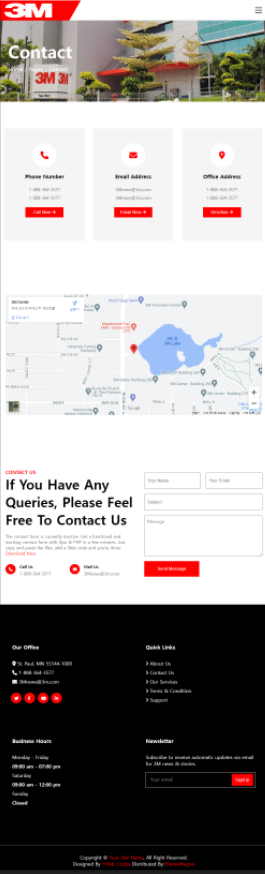 3M
Contact
3M 3M
Phone Number
1-888-364-3577
1-888-364-3577
Call Now →
Email Address
3Mnews@3m.com
3Mnews@3m.com
Email Now →
Office Address
1-888-364-3577
1-888-364-3577
Direction →
3M Center
Google
CONTACT US
If You Have Any
Queries, Please Feel
Free To Contact Us
The contact form is currently inactive. Get a functional and
working contact form with Ajax & PHP in a few minutes. Just
copy and paste the files, add a little code and you're done.
Download Now.
Call Us
1-888-364-3577
Mail Us
3Mnews@3m.com
Your Name
Your Email
Subject
Message
Send Message
Our Office
St. Paul, MN 55144-1000
1-888-364-3577
3Mnews@3m.com
Quick Links
About Us
Contact Us
Our Services
Terms & Condition
Support
Business Hours
Monday - Friday
09:00 am - 07:00 pm
Saturday
09:00 am - 12:00 pm
Sunday
Closed
Newsletter
Subscribe to receive automatic updates via email
for 3M news & stories
Your email
SignUp
Copyright © Your Site Name, All Right Reserved.
Designed By HTML Codex Distributed By: